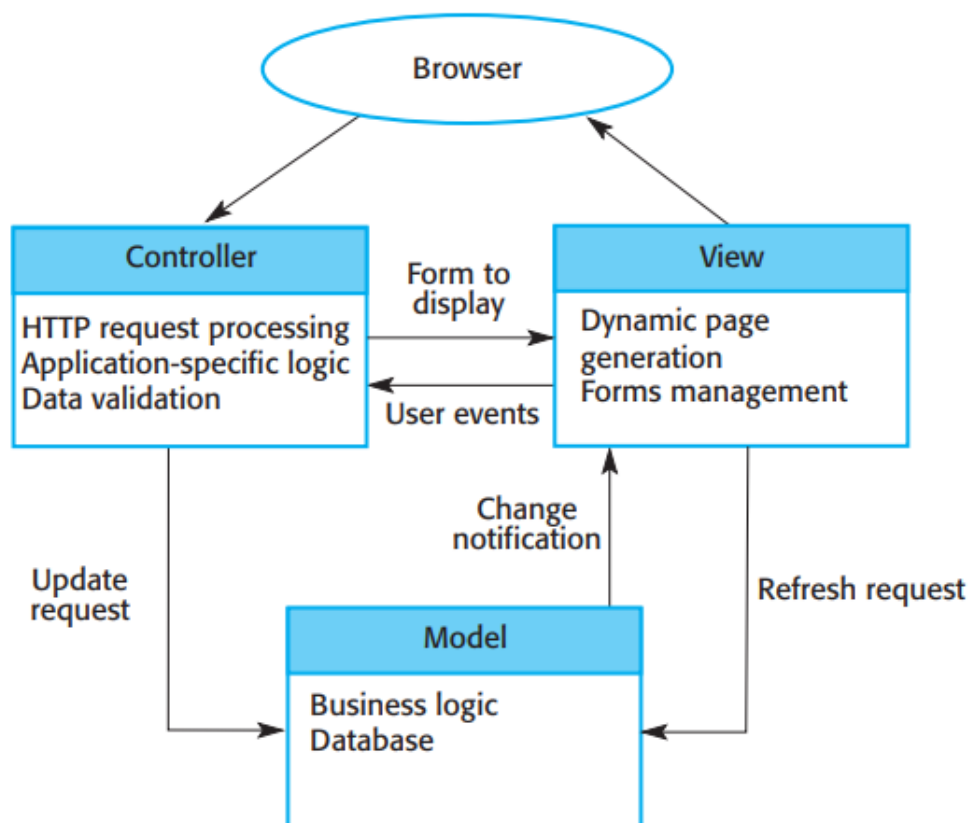 Browser
Controller
HTTP request processing
Application-specific logic
Data validation
Form to
display
User events
View
Dynamic page
generation
Forms management
Change
notification
Update
request
Refresh request
Model
Business logic
Database